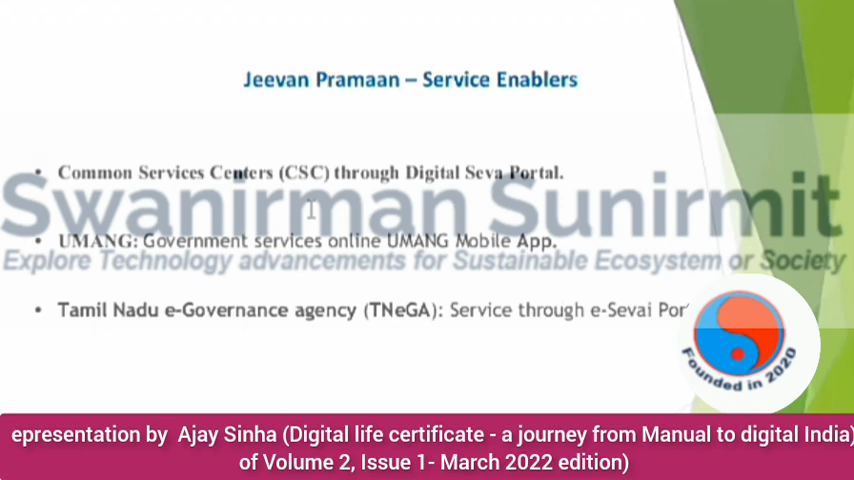 Jeevan Pramaan – Service Enablers
• Common Services Centers (CSC) through Digital Seva Portal.
Swanirman Sunirmit
• UMANG: Government services online UMANG Mobile App.
Explore Technology advancements for Sustainable Ecosystem or Society
• Tamil Nadu e-Governance agency (TNeGA): Service through e-Sevai Por
Founded in 2020
epresentation by Ajay Sinha (Digital life certificate - a journey from Manual to digital India)
of Volume 2, Issue 1- March 2022 edition)